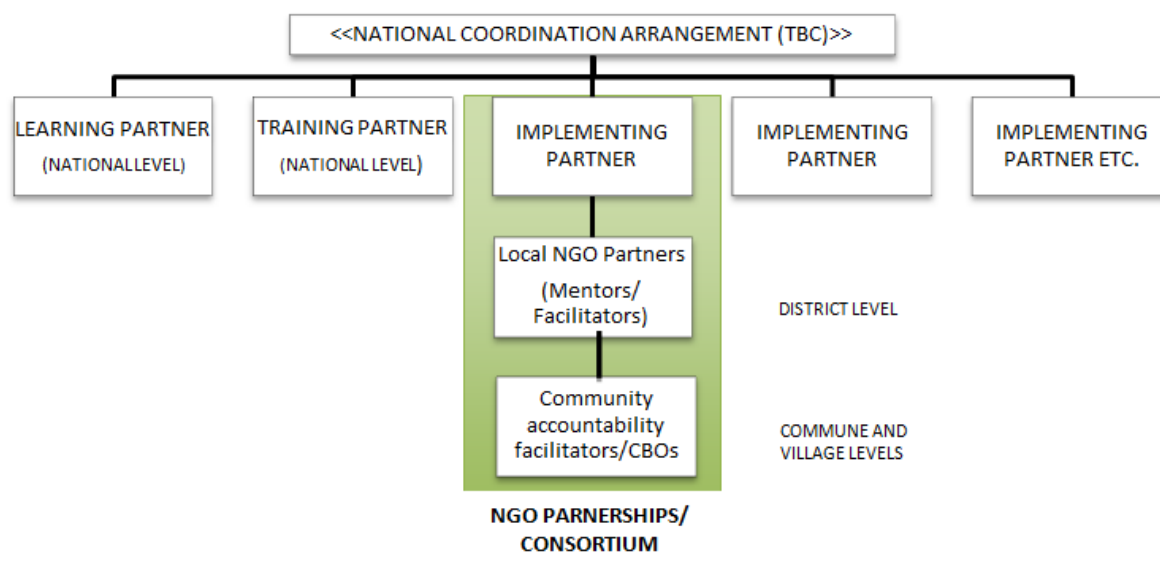 <<NATIONAL COORDINATION ARRANGEMENT (TBC)>>
LEARNING PARTNER
(NATIONALLEVEL)
TRAINING PARTNER
(NATIONAL LEVEL)
IMPLEMENTING
PARTNER
IMPLEMENTING
PARTNER
IMPLEMENTING
PARTNER ETC.
Local NGO Partners
(Mentors/
Facilitators)
DISTRICT LEVEL
Community
accountability
facilitators/CBOs
COMMUNE AND
VILLAGE LEVELS
NGO PARNERSHIPS/
CONSORTIUM